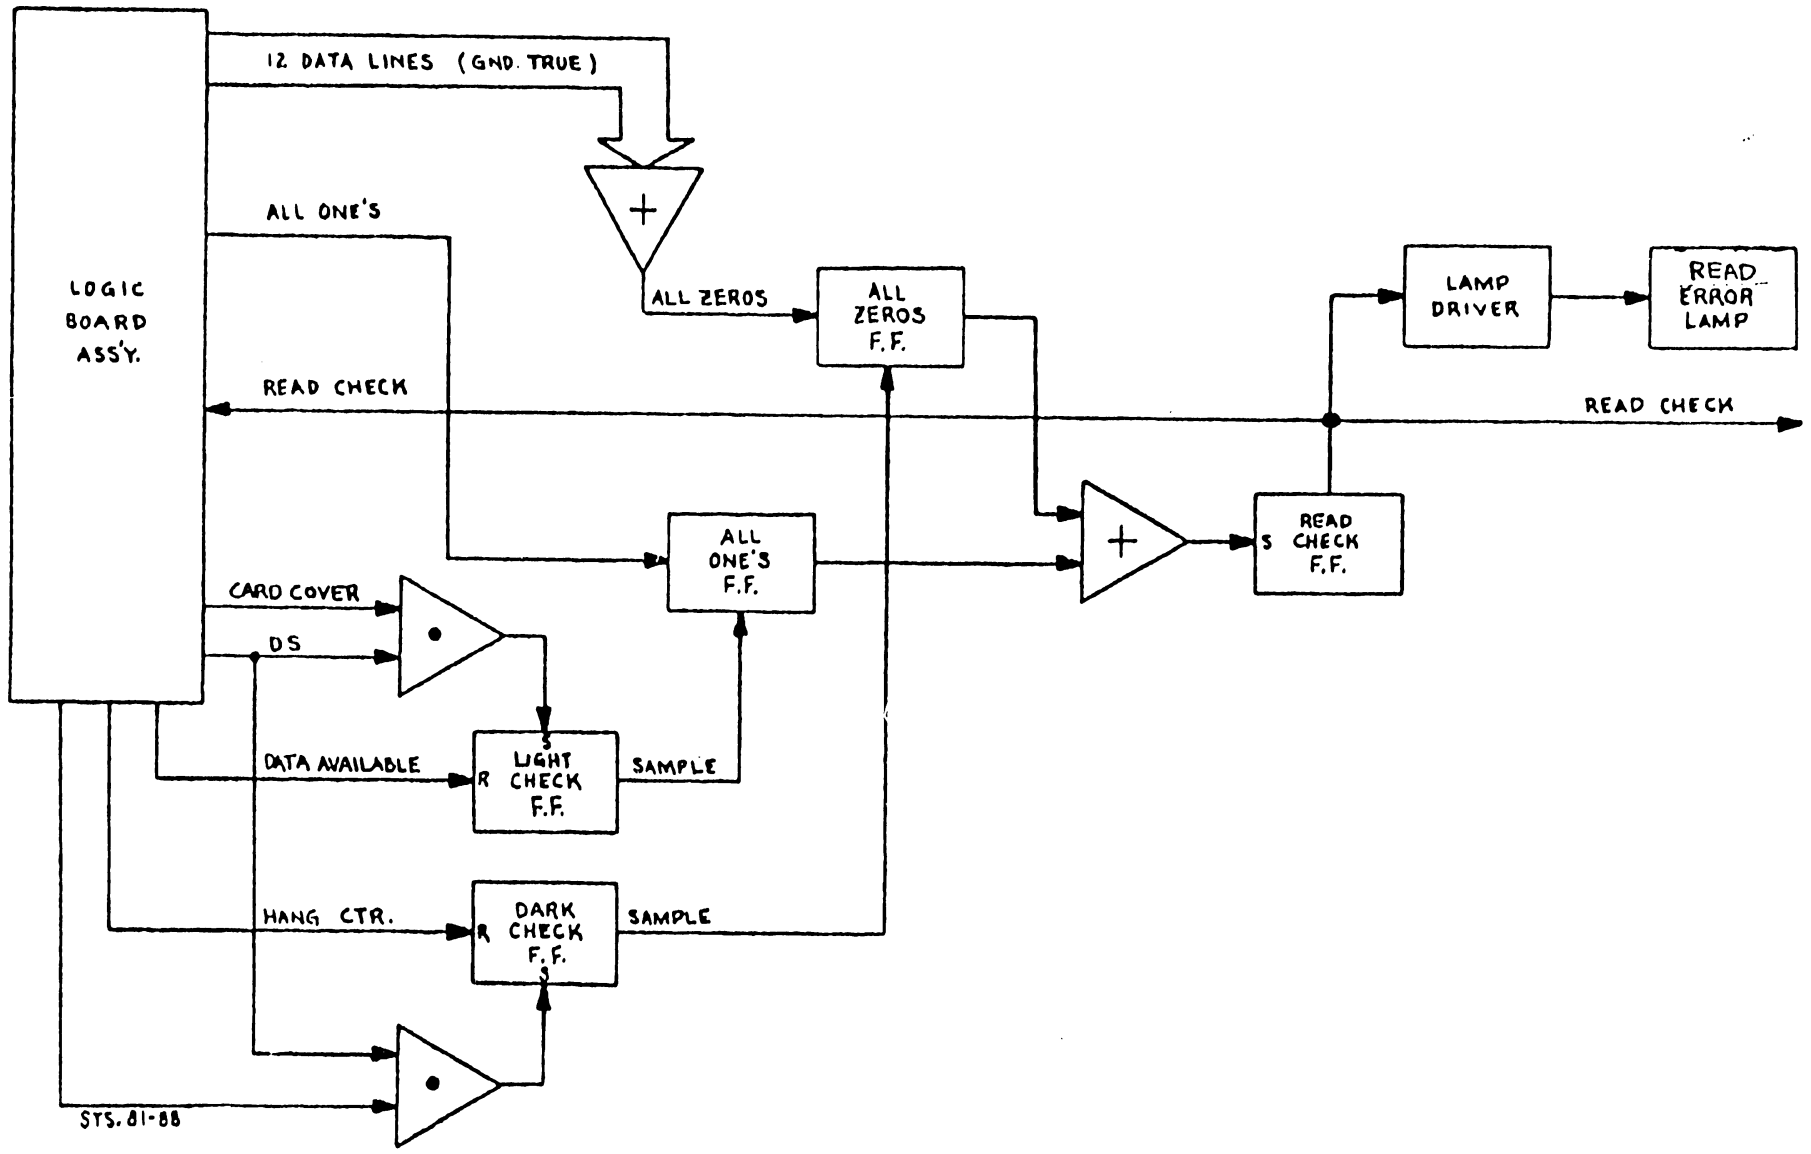 12 DATA LINES (GND. TRUE)
+
ALL ONE'S
LOGIC
BOARD
ASS'Y.
ALL ZEROS
ALL
ZEROS
F.F.
LAMP
DRIVER
READ
ERROR
LAMP
READ CHECK
READ CHECK
ALL
ONE'S
F.F.
+
S
READ
CHECK
F.F.
CARD COVER
DS
DATA AVAILABLE
S
R
LIGHT
CHECK
F.F.
SAMPLE
HANG CTR.
R
DARK
CHECK
F.F.
S
SAMPLE
STS. 81-88